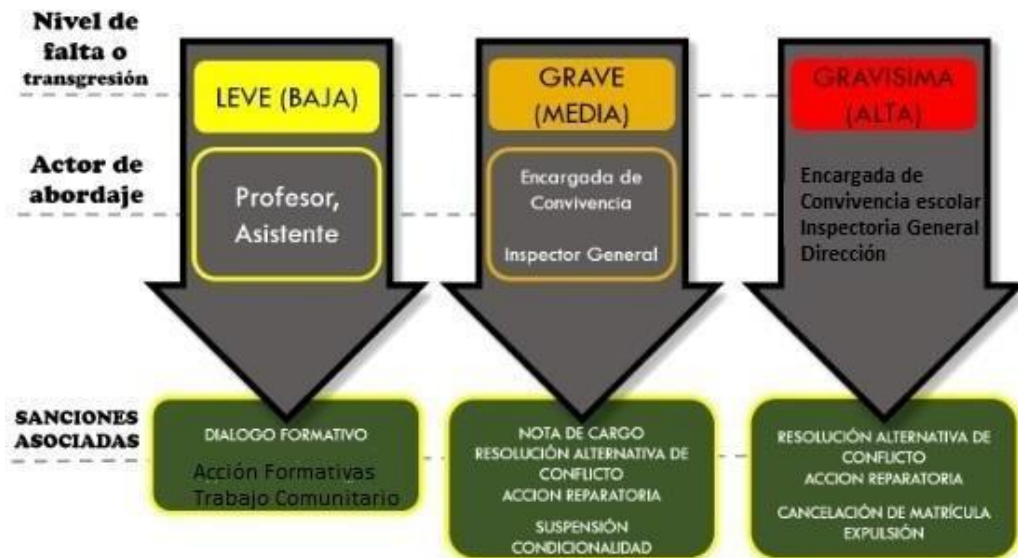 Nivel de
falta o
transgresión
LEVE (BAJA)
GRAVE
(MEDIA)
GRAVISIMA
(ALTA)
Actor de
abordaje
Profesor,
Asistente
Encargada de
Convivencia
Inspector General
Encargada de
Convivencia escolar
Inspectoria General
Dirección
SANCIONES
ASOCIADAS
DIALOGO FORMATIVO
Acción Formativas
Trabajo Comunitario
NOTA DE CARGO
RESOLUCIÓN ALTERNATIVA DE
CONFLICTO
ACCION REPARATORIA
SUSPENSIÓN
CONDICIONALIDAD
RESOLUCIÓN ALTERNATIVA DE
CONFLICTO
ACCION REPARATORIA
CANCELACIÓN DE MATRÍCULA
EXPULSIÓN